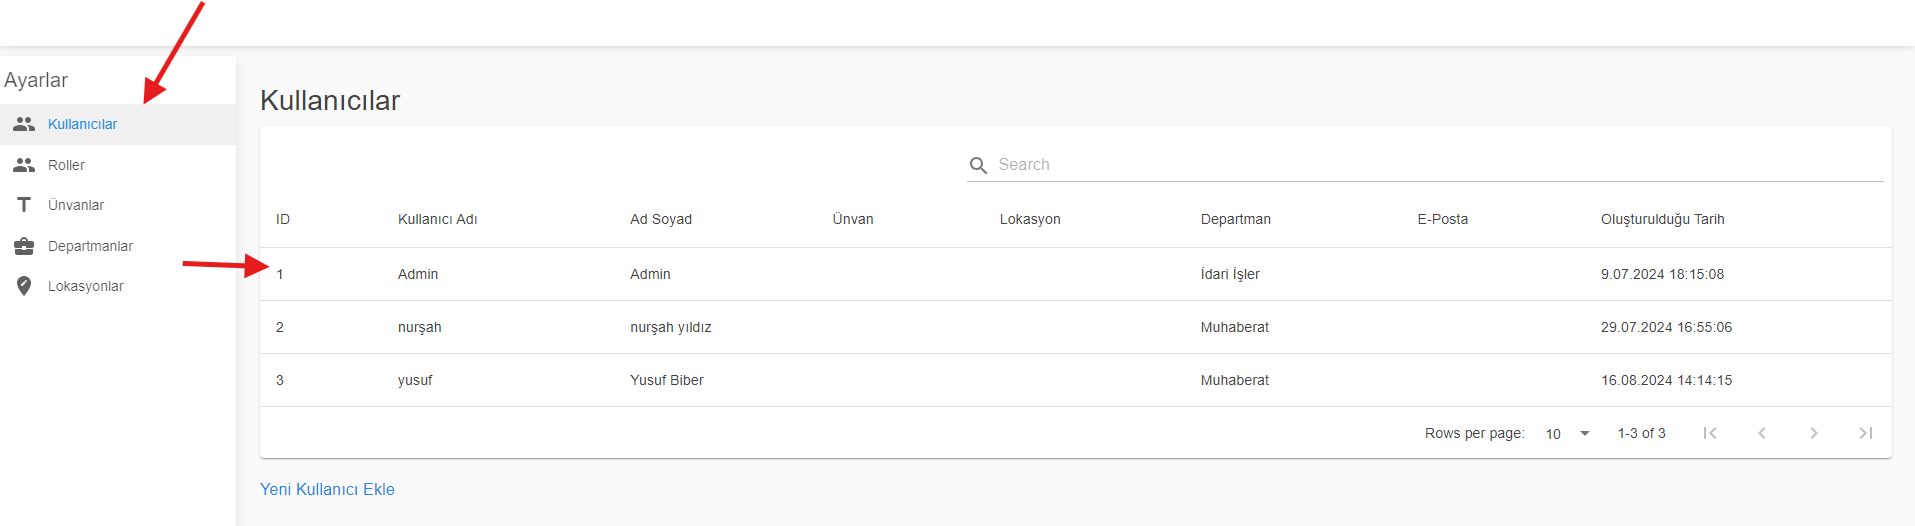 Ayarlar
Kullanıcılar
Roller
Ünvanlar
Departmanlar
Lokasyonlar
Kullanıcılar
Search
ID Kullanıcı Adı Ad Soyad Ünvan Lokasyon Departman E-Posta Oluşturulduğu Tarih
1 Admin Admin İdari İşler 9.07.2024 18:15:08
2 nurşah nurşah yıldız Muhaberat 29.07.2024 16:55:06
3 yusuf Yusuf Biber Muhaberat 16.08.2024 14:14:15
Rows per page: 10 1-3 of 3
Yeni Kullanıcı Ekle